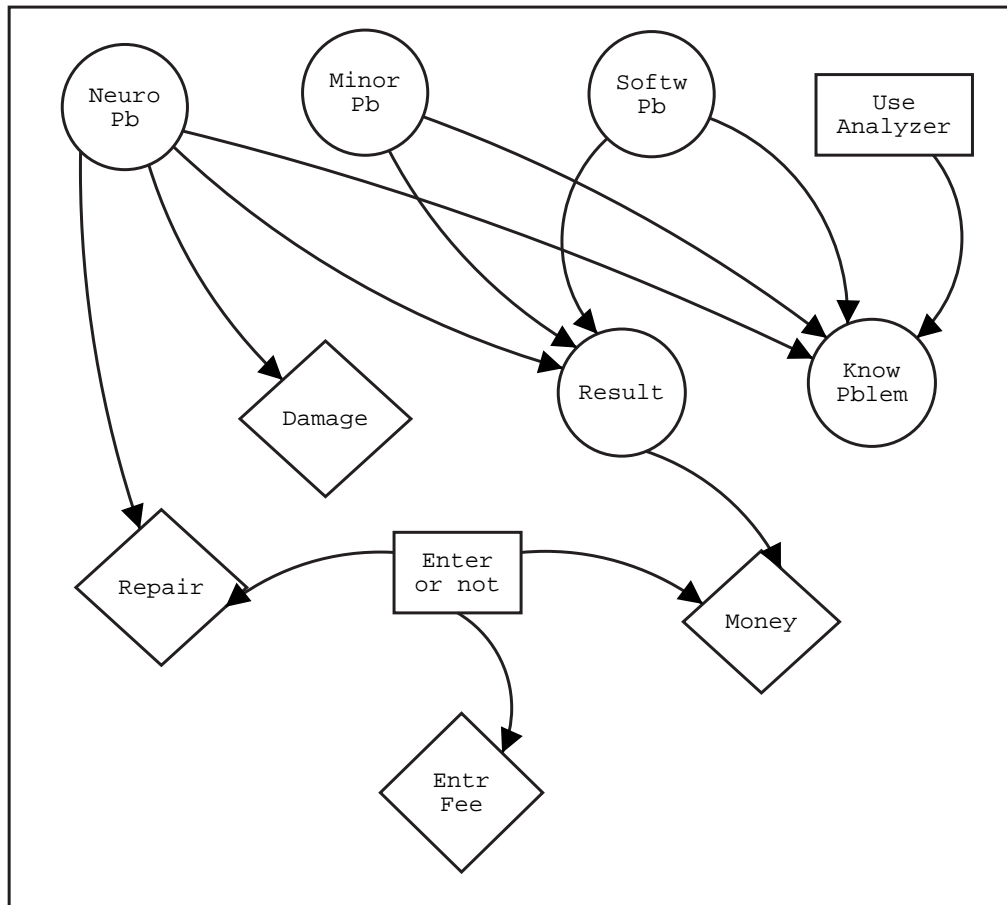 Neuro
Pb
Minor
Pb
Softw
Pb
Use
Analyzer
Damage
Result
Know
Pblem
Repair
Enter
or not
Money
Entr
Fee